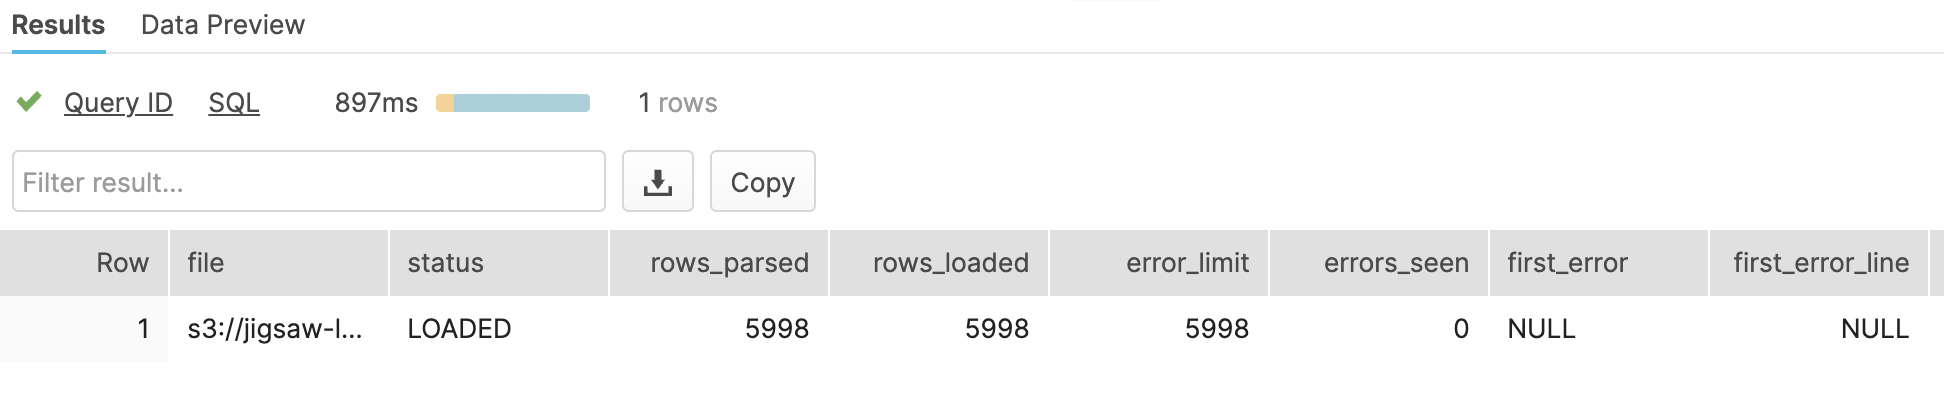 Results Data Preview
Query ID SQL 897ms 1 rows
Filter result... Copy
Row file status rows_parsed rows_loaded error_limit errors_seen first_error first_error_line
1 s3://jigsaw-l... LOADED 5998 5998 5998 0 NULL NULL